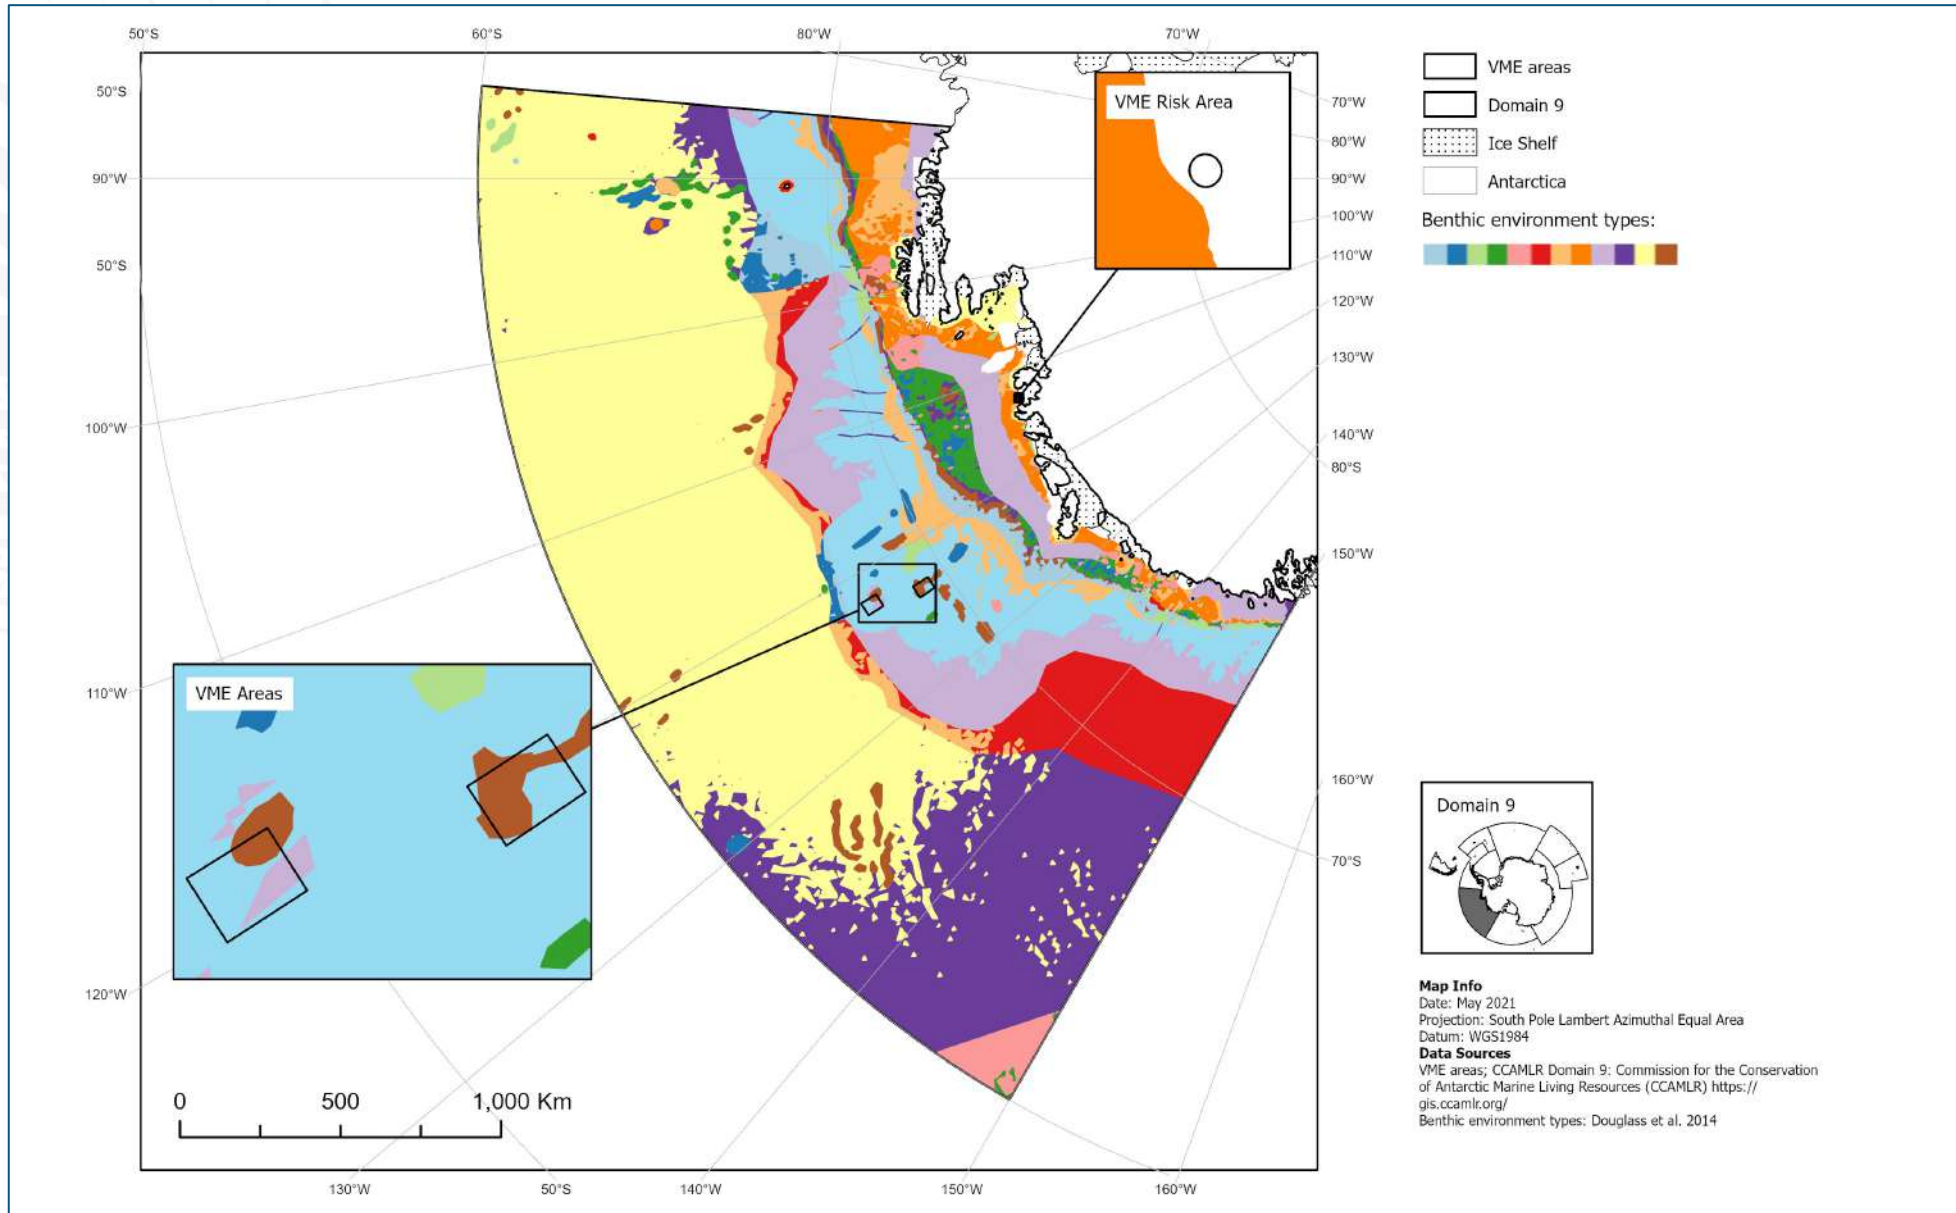 50°S
60°S
80°W
70°W
50°S
90°W
50°S
100°W
110°W
120°W
70°W
80°W
90°W
100°W
110°W
120°W
130°W
140°W
80°S
150°W
160°W
70°S
130°W
50°S
140°W
150°W
160°W
VME Risk Area
VME Areas
0
500
1,000 Km
VME areas
Domain 9
Ice Shelf
Antarctica
Benthic environment types:
Domain 9
Map Info
Date: May 2021
Projection: South Pole Lambert Azimuthal Equal Area
Datum: WGS1984
Data Sources
VME areas; CCAMLR Domain 9: Commission for the Conservation
of Antarctic Marine Living Resources (CCAMLR) https://
gis.ccamlr.org/
Benthic environment types: Douglass et al. 2014